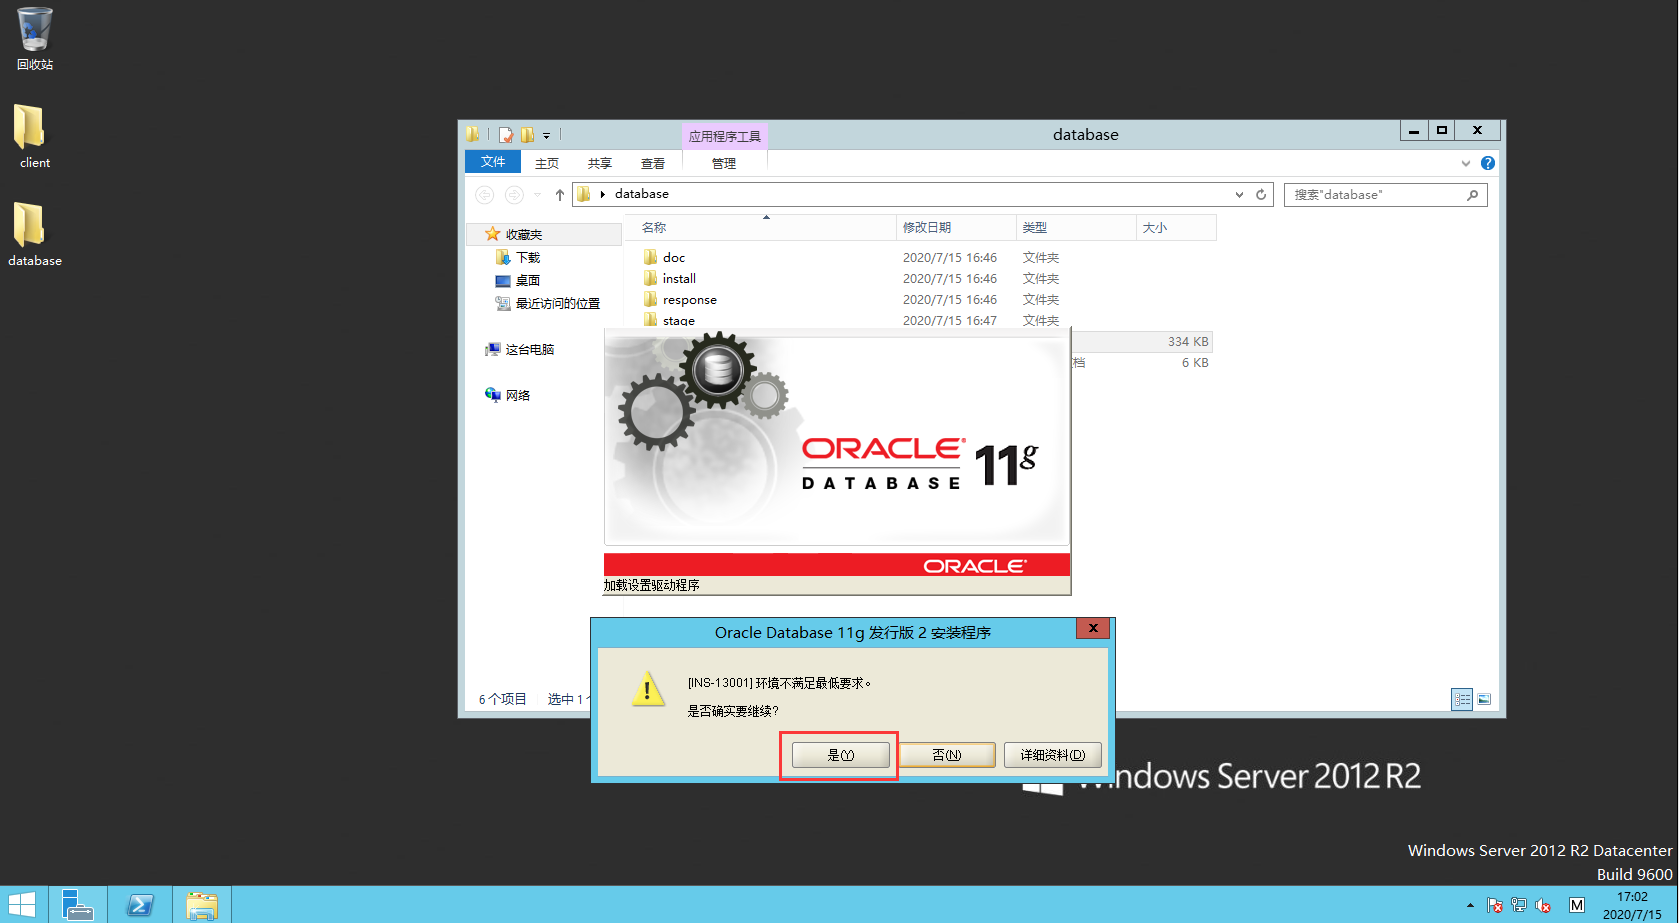 回收站
client
database
应用程序工具
database
文件
主页
共享
查看
管理
database
搜索"database"
名称
修改日期
类型
大小
收藏夹
下载
桌面
最近访问的位置
这台电脑
网络
doc
2020/7/15 16:46
文件夹
install
2020/7/15 16:46
文件夹
response
2020/7/15 16:46
文件夹
stage
2020/7/15 16:47
文件夹
334 KB
档
6 KB
ORACLE®
DATABASE
11g
ORACLE®
加载设置驱动程序
6 个项目
选中 1
Oracle Database 11g 发行版 2 安装程序
[INS-13001] 环境不满足最低要求。
是否确实要继续?
是(Y)
否(N)
详细资料(D)
Windows Server 2012 R2
Windows Server 2012 R2 Datacenter
Build 9600
M
17:02
2020/7/15